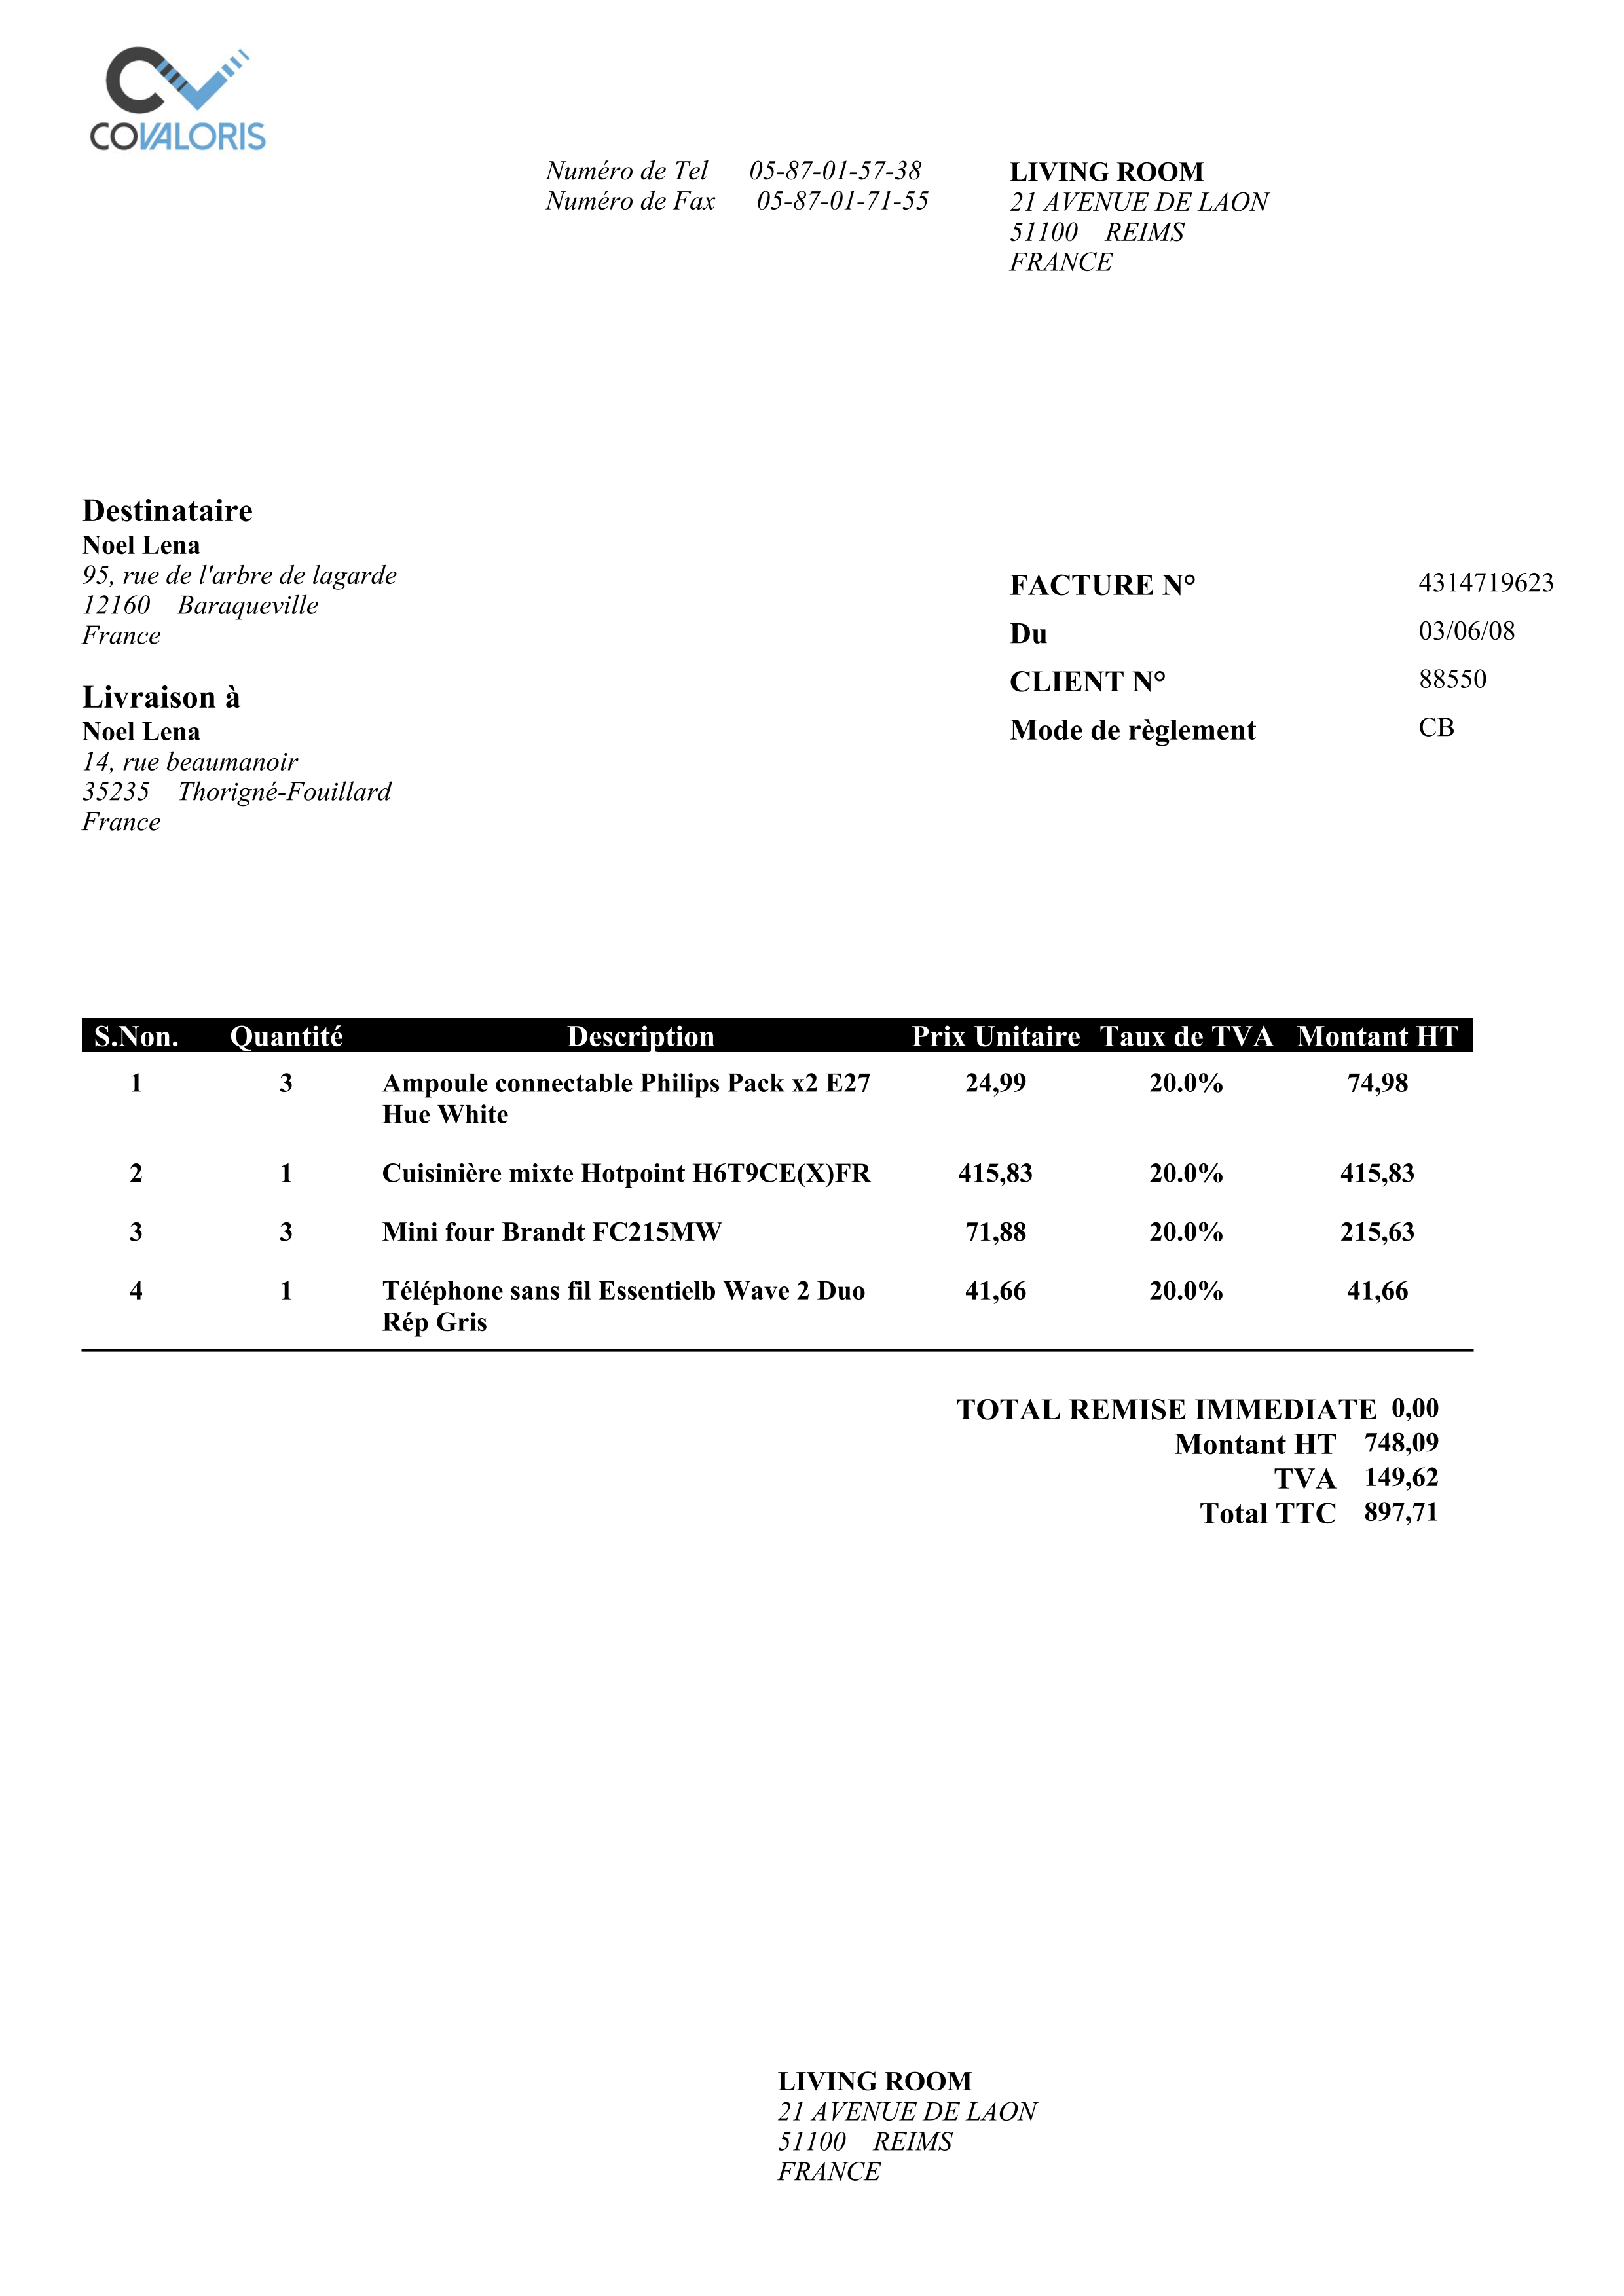 COVALORIS
Numéro de Tel 05-87-01-57-38
Numéro de Fax 05-87-01-71-55
LIVING ROOM
21 AVENUE DE LAON
51100 REIMS
FRANCE
Destinataire
Noel Lena
95, rue de l'arbre de lagarde
12160 Baraqueville
France
Livraison à
Noel Lena
14, rue beaumanoir
35235 Thorigné-Fouillard
France
FACTURE N° 4314719623
Du 03/06/08
CLIENT N° 88550
Mode de règlement CB
S.Non. Quantité Description Prix Unitaire Taux de TVA Montant HT
1 3 Ampoule connectable Philips Pack x2 E27 24,99 20.0% 74,98
Hue White
2 1 Cuisinière mixte Hotpoint H6T9CE(X)FR 415,83 20.0% 415,83
3 3 Mini four Brandt FC215MW 71,88 20.0% 215,63
4 1 Téléphone sans fil Essentielb Wave 2 Duo 41,66 20.0% 41,66
Rép Gris
TOTAL REMISE IMMEDIATE 0,00
Montant HT 748,09
TVA 149,62
Total TTC 897,71
LIVING ROOM
21 AVENUE DE LAON
51100 REIMS
FRANCE